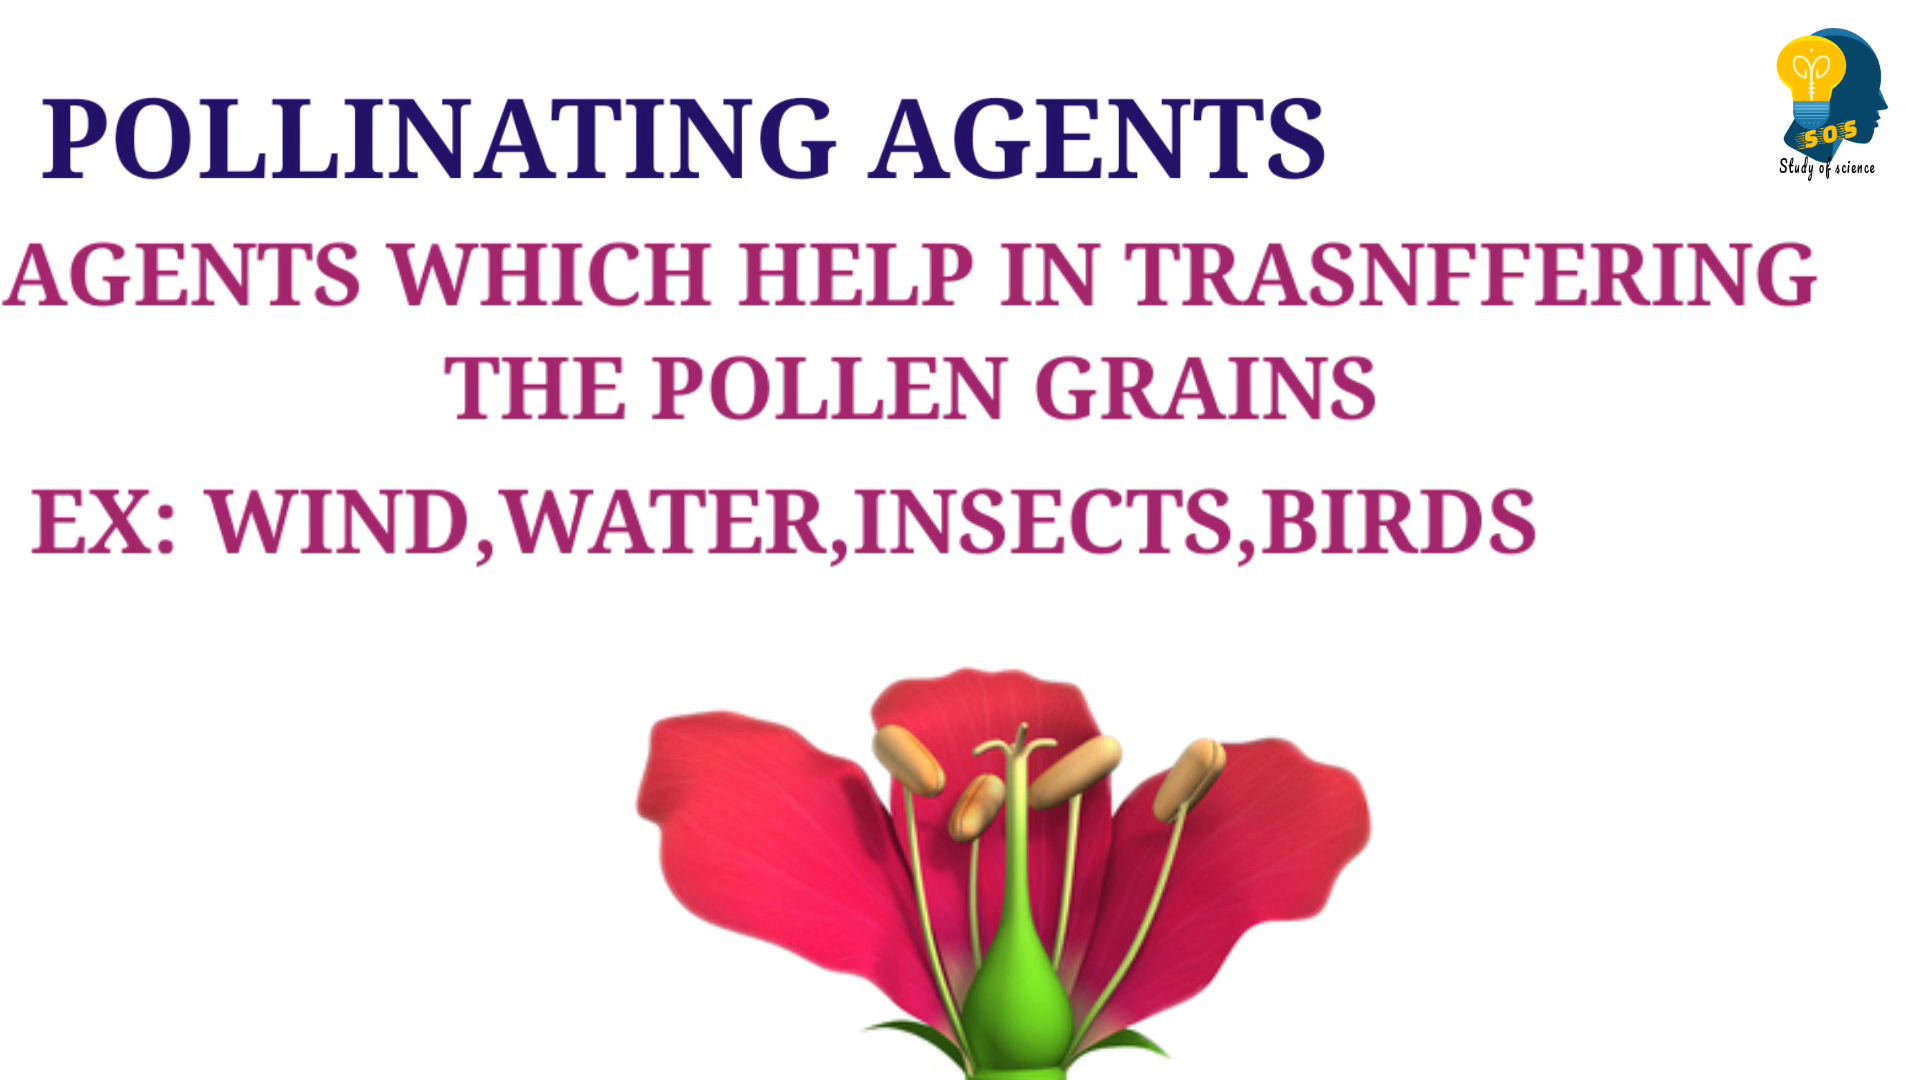 POLLINATING AGENTS
AGENTS WHICH HELP IN TRASNFFERING
THE POLLEN GRAINS
EX: WIND,WATER,INSECTS,BIRDS
SOS
Study of science